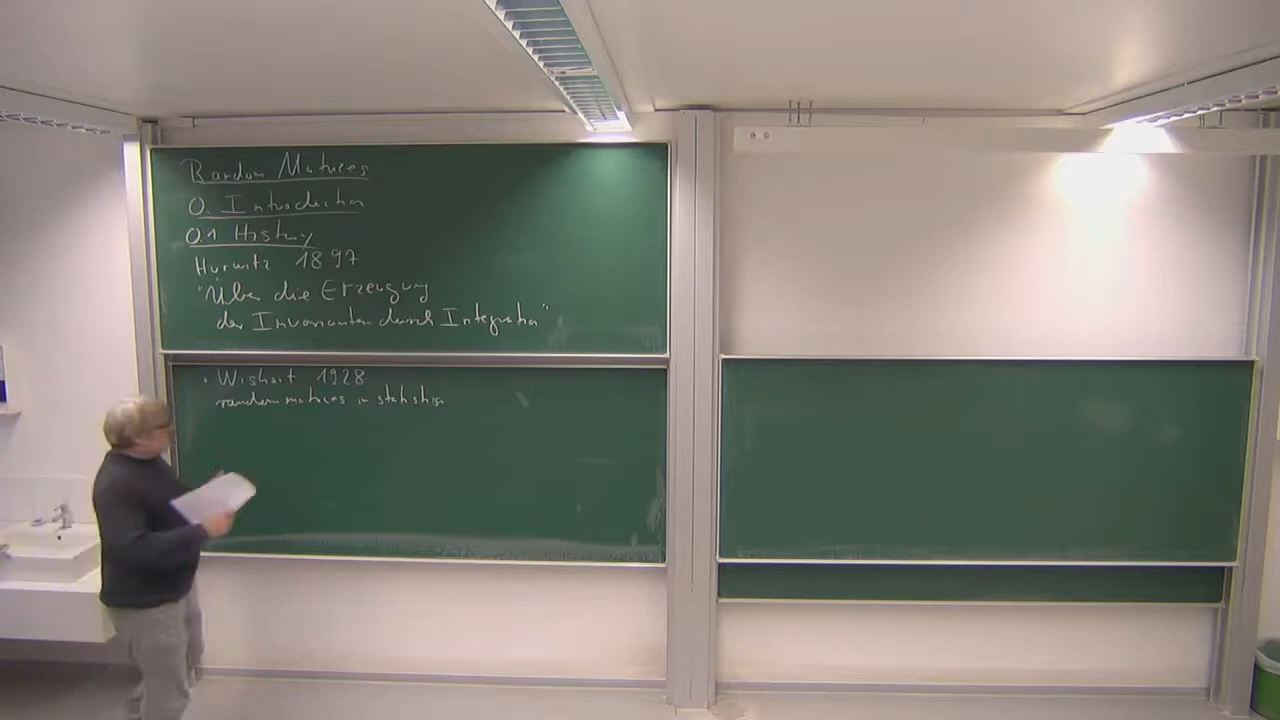 Random Matrices
0. Introduction
0.1 History
Hurwitz 1897
"Über die Erzeugung
der Invarianten durch Integration"
· Wishart 1928
random matrices in statistics